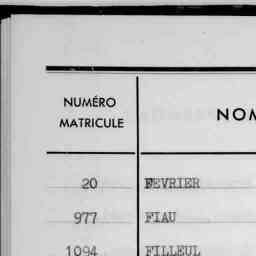 NUMÉRO
MATRICULE
NOM
20 FEVRIER
977 FIAU
1094 FILLEUL